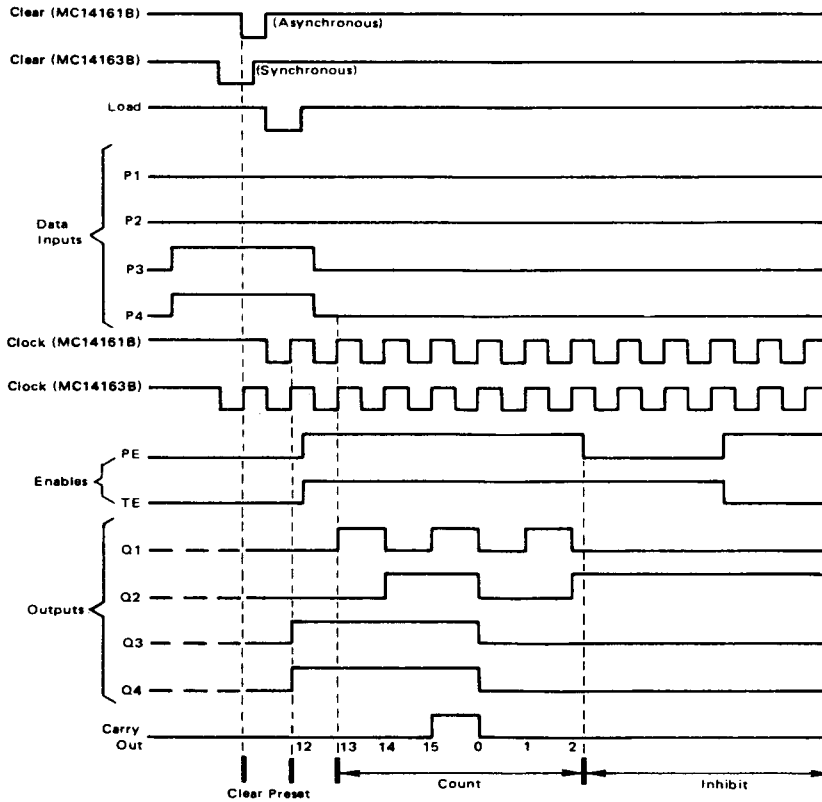 Clear (MC14161B)
(Asynchronous)
Clear (MC14163B)
(Synchronous)
Load
P1
P2
Data
Inputs
P3
P4
Clock (MC14161B)
Clock (MC14163B)
PE
Enables
TE
Q1
Q2
Outputs
Q3
Q4
Carry
Out
12 13 14 15 0 1 2
Clear Preset
Count
Inhibit